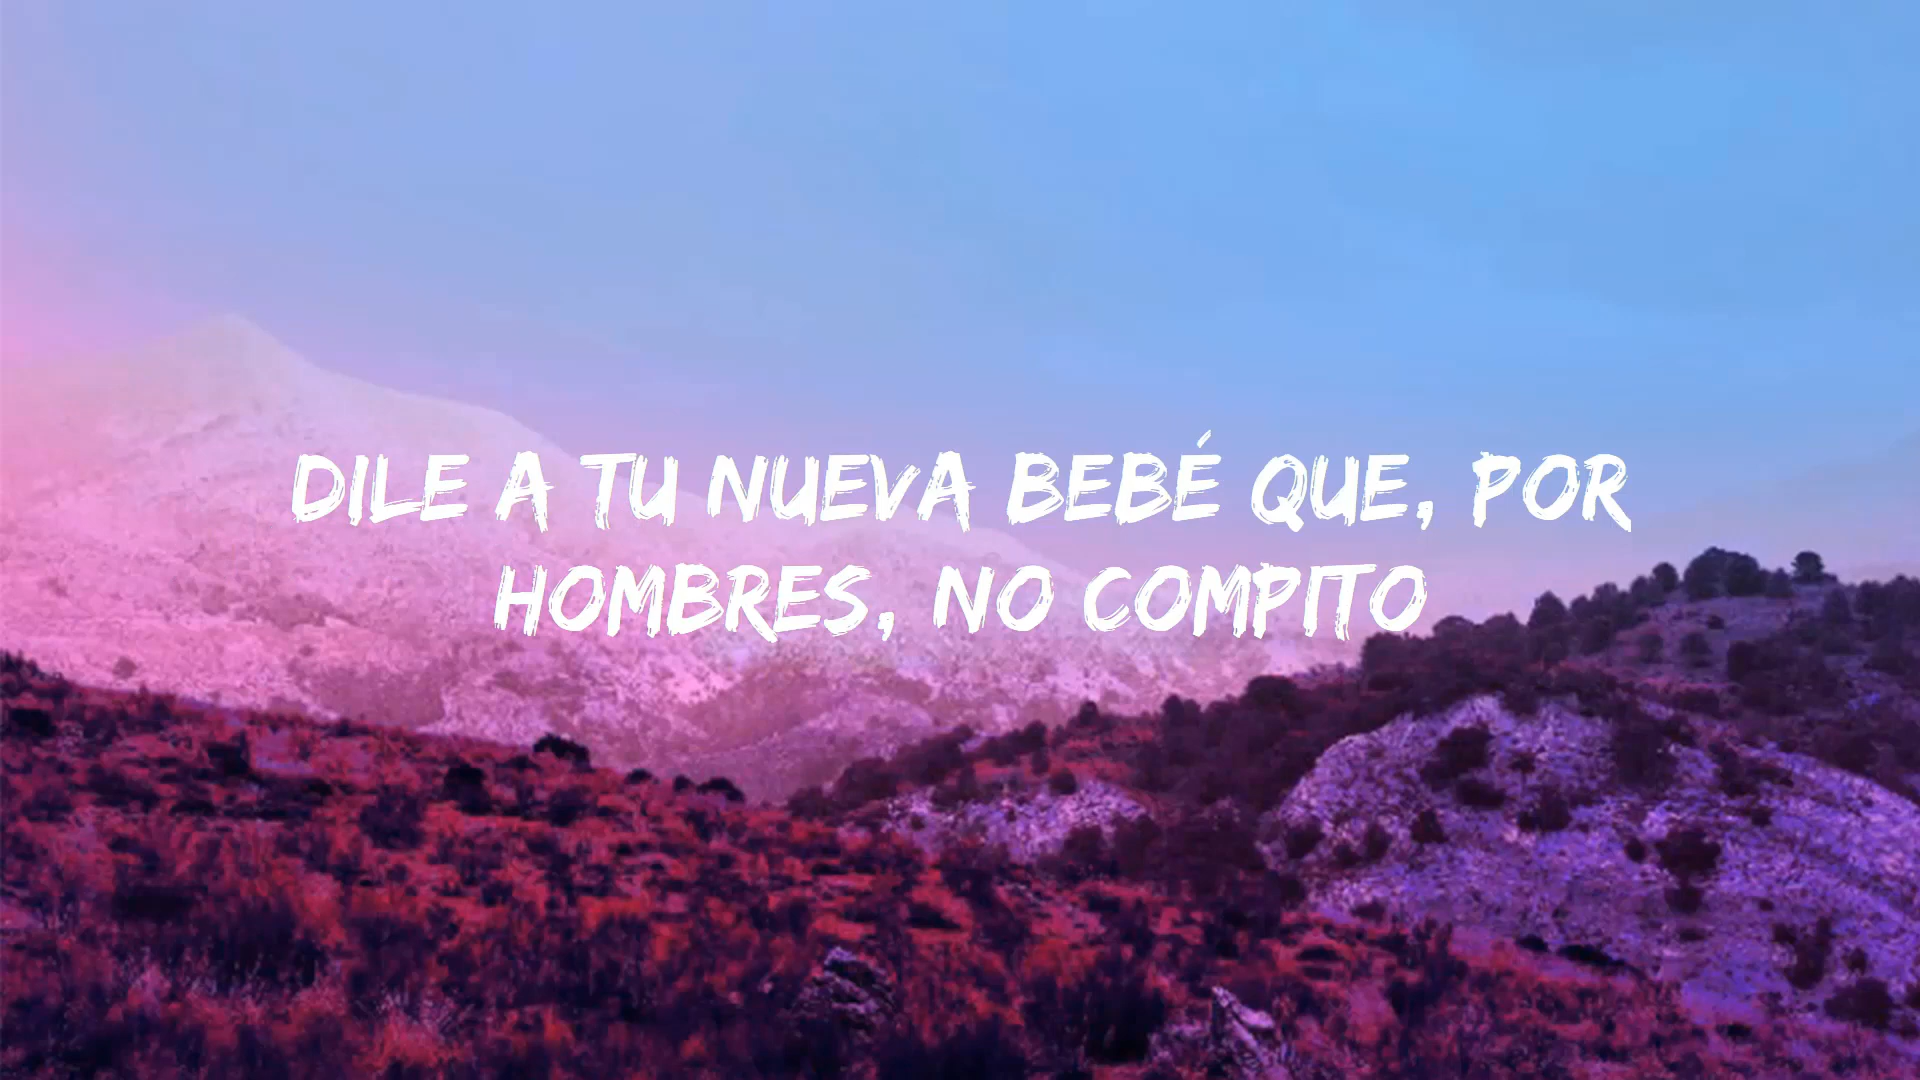 DILE A TU NUEVA BEBÉ QUE, POR
HOMBRES, NO COMPITO